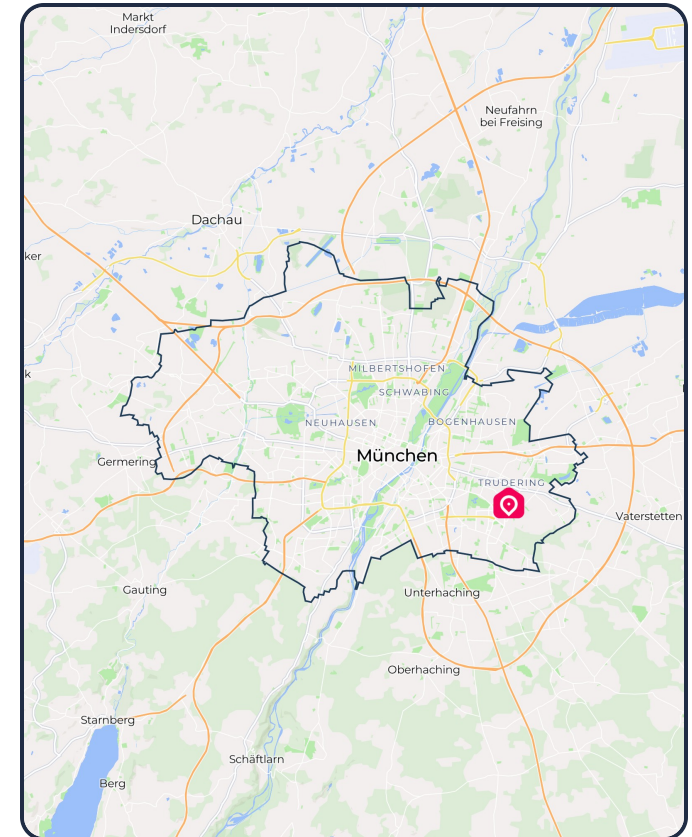 Markt
Indersdorf
Neufahrn
bei Freising
Dachau
ker
MILBERTSHOFEN
k
SCHWABING
NEUHAUSEN
BOGENHAUSEN
München
Germering
TRUDERING
Vaterstetten
Gauting
Unterhaching
Oberhaching
Starnberg
Schäftlarn
Berg